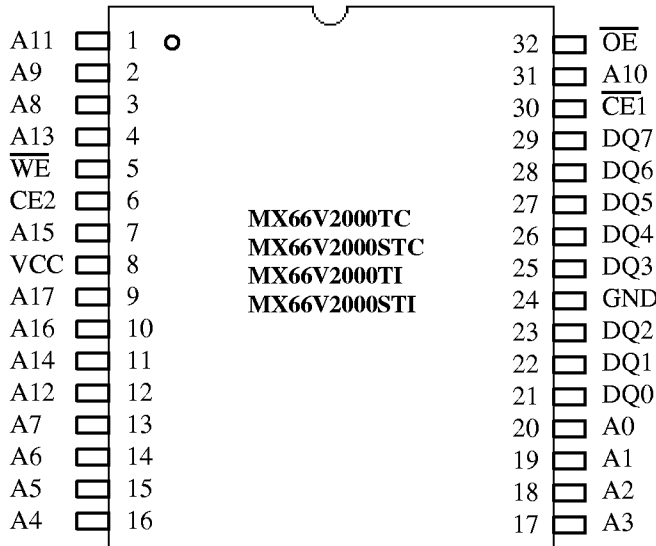 A11 1 32 O̅E̅
A9 2 31 A10
A8 3 30 C̅E̅1
A13 4 29 DQ7
W̅E̅ 5 28 DQ6
CE2 6 27 DQ5
A15 7 26 DQ4
VCC 8 25 DQ3
A17 9 24 GND
A16 10 23 DQ2
A14 11 22 DQ1
A12 12 21 DQ0
A7 13 20 A0
A6 14 19 A1
A5 15 18 A2
A4 16 17 A3
MX66V2000TC
MX66V2000STC
MX66V2000TI
MX66V2000STI